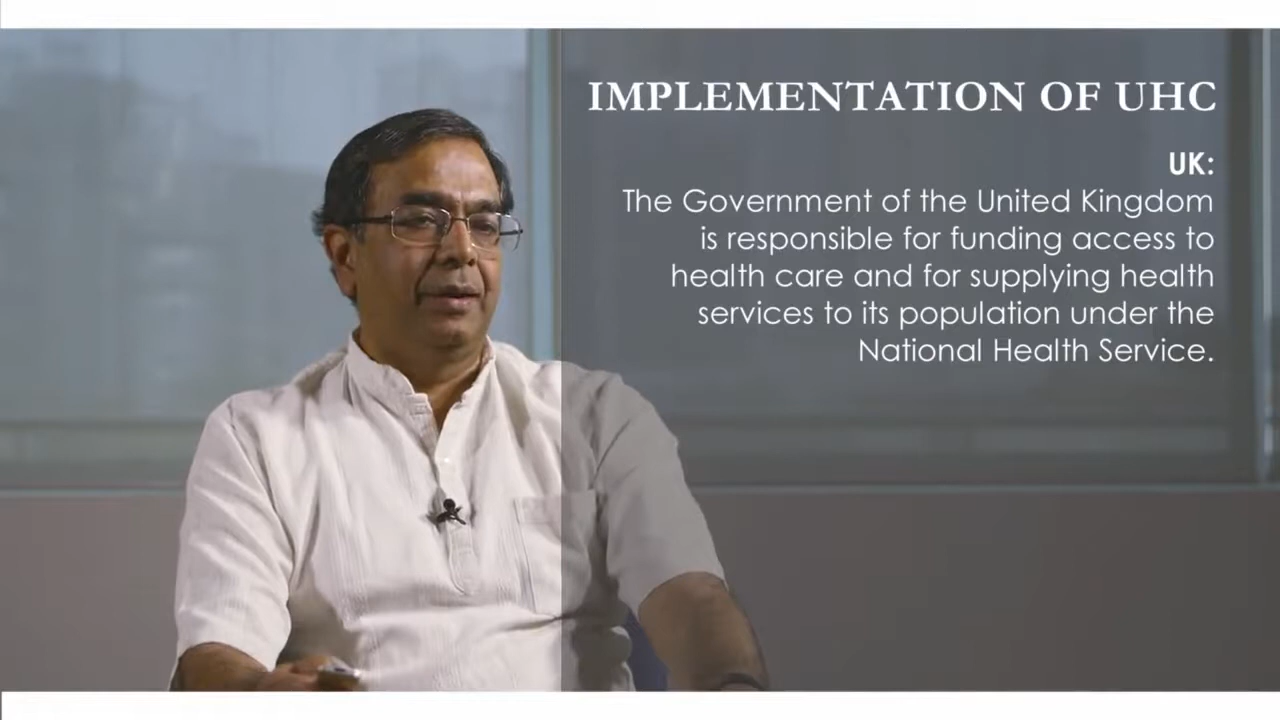 IMPLEMENTATION OF UHC
UK:
The Government of the United Kingdom
is responsible for funding access to
health care and for supplying health
services to its population under the
National Health Service.